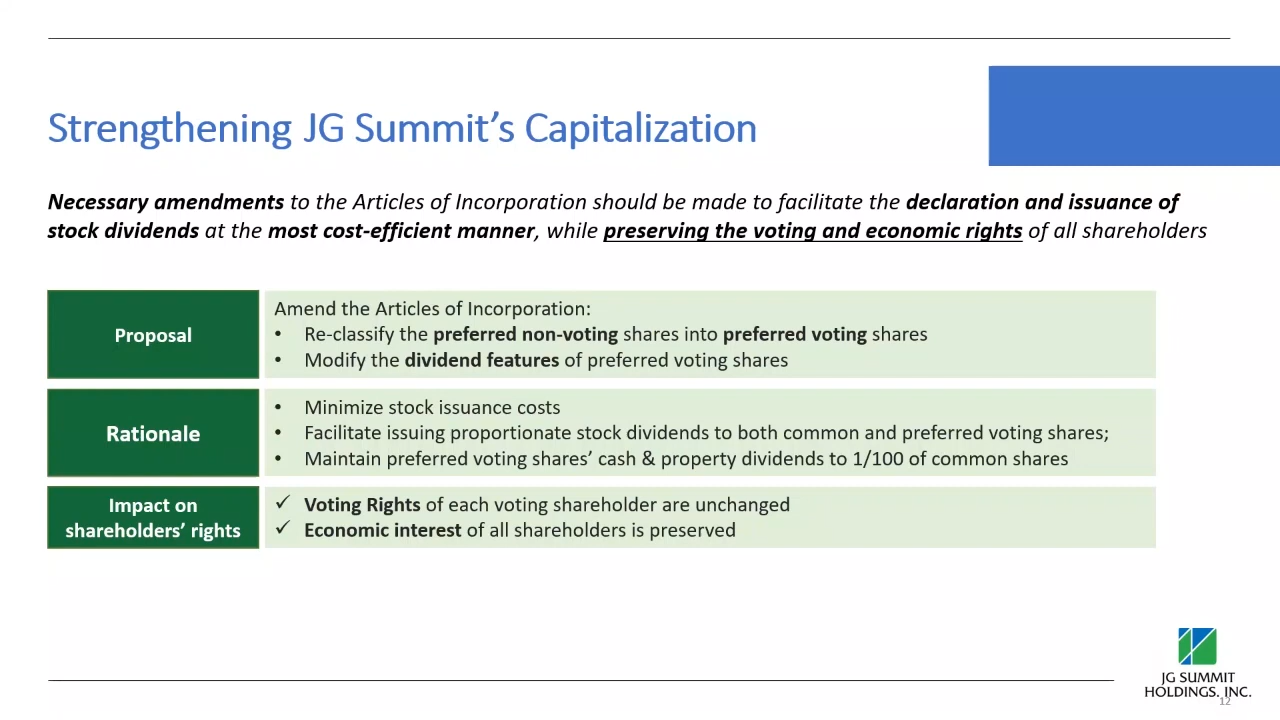 Strengthening JG Summit’s Capitalization
Necessary amendments to the Articles of Incorporation should be made to facilitate the declaration and issuance of
stock dividends at the most cost-efficient manner, while preserving the voting and economic rights of all shareholders
Proposal
Amend the Articles of Incorporation:
• Re-classify the preferred non-voting shares into preferred voting shares
• Modify the dividend features of preferred voting shares
Rationale
• Minimize stock issuance costs
• Facilitate issuing proportionate stock dividends to both common and preferred voting shares;
• Maintain preferred voting shares’ cash & property dividends to 1/100 of common shares
Impact on
shareholders’ rights
✓ Voting Rights of each voting shareholder are unchanged
✓ Economic interest of all shareholders is preserved
JG SUMMIT
HOLDINGS, INC.
12